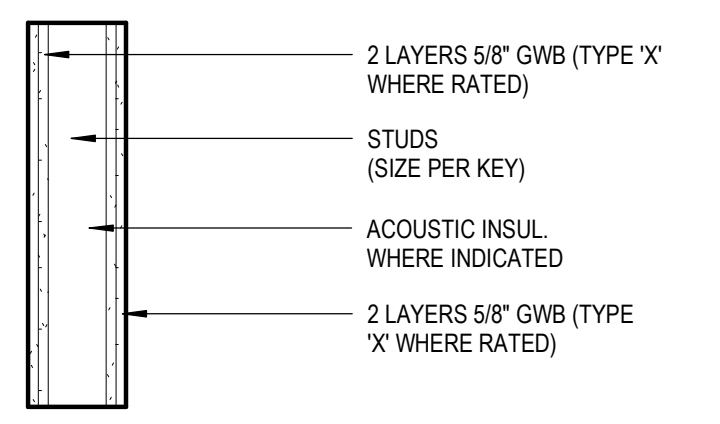 2 LAYERS 5/8" GWB (TYPE 'X'
WHERE RATED)
STUDS
(SIZE PER KEY)
ACOUSTIC INSUL.
WHERE INDICATED
2 LAYERS 5/8" GWB (TYPE
'X' WHERE RATED)